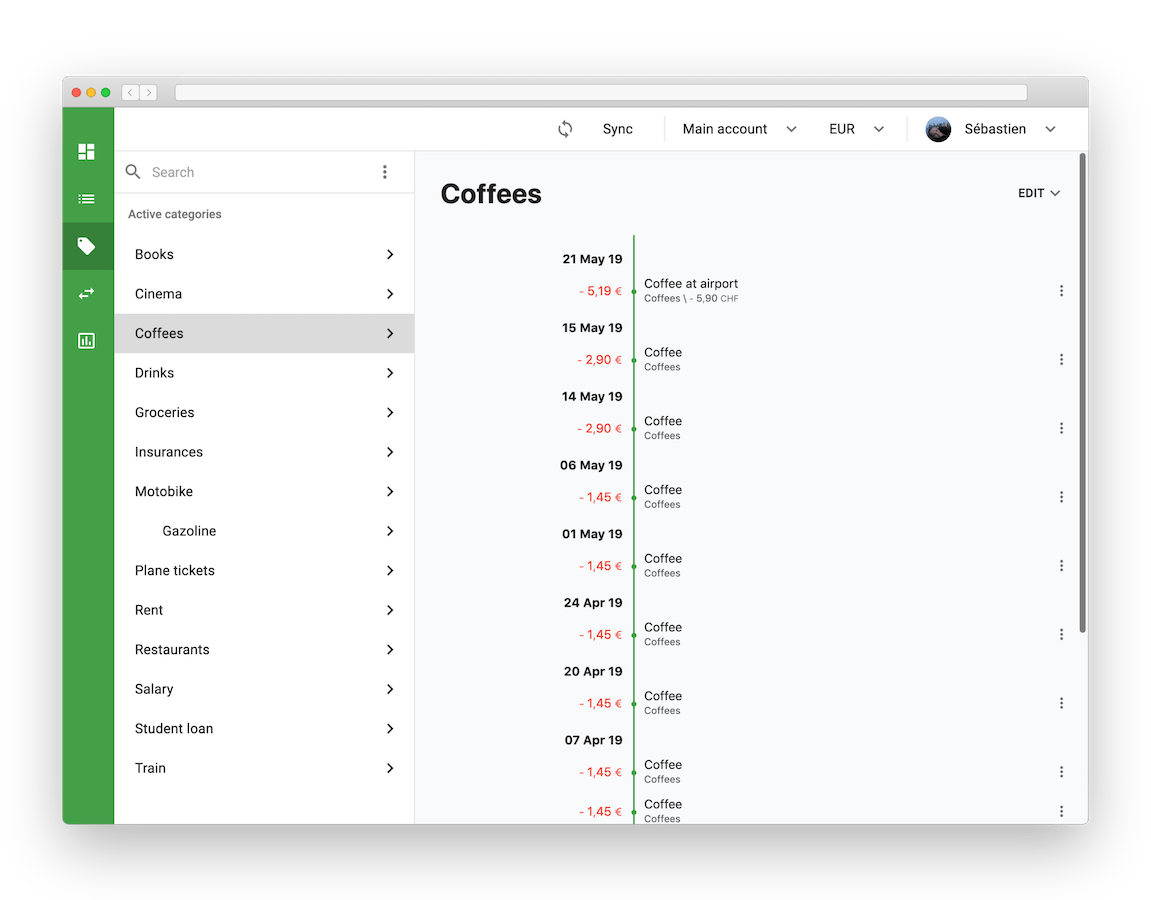 Sync
Main account
EUR
Sébastien
Search
Active categories
Books
Cinema
Coffees
Drinks
Groceries
Insurances
Motobike
Gazoline
Plane tickets
Rent
Restaurants
Salary
Student loan
Train
Coffees
EDIT
21 May 19
- 5,19 €
Coffee at airport
Coffees \ - 5,90 CHF
15 May 19
- 2,90 €
Coffee
Coffees
14 May 19
- 2,90 €
Coffee
Coffees
06 May 19
- 1,45 €
Coffee
Coffees
01 May 19
- 1,45 €
Coffee
Coffees
24 Apr 19
- 1,45 €
Coffee
Coffees
20 Apr 19
- 1,45 €
Coffee
Coffees
07 Apr 19
- 1,45 €
Coffee
Coffees
- 1,45 €
Coffee
Coffees